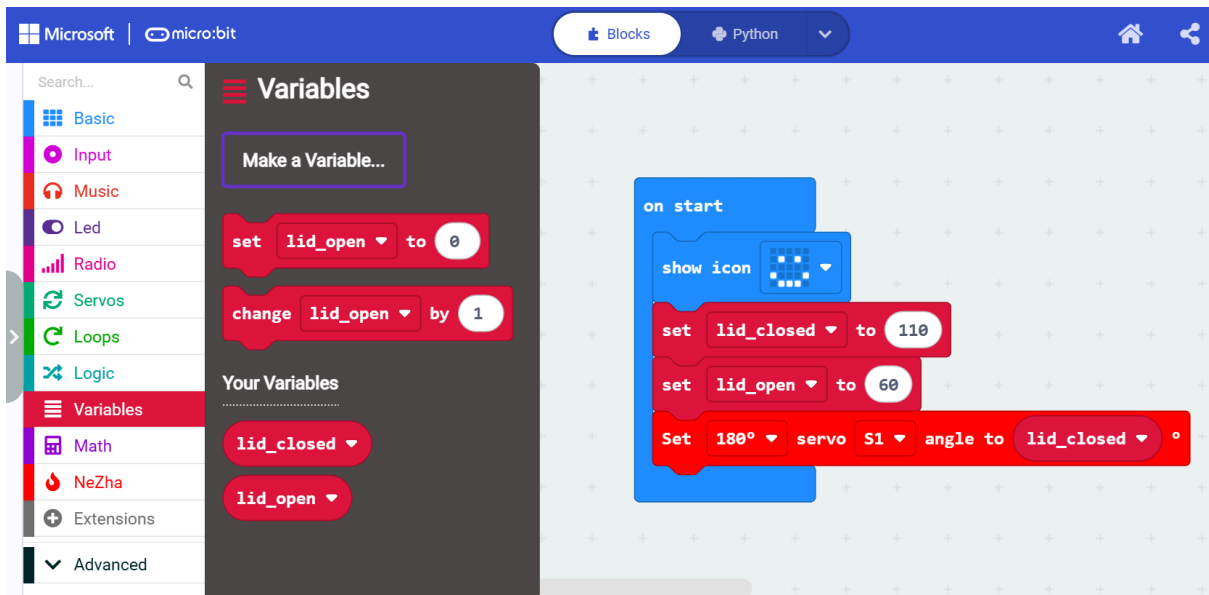 Microsoft micro:bit Blocks Python
Search...
Basic
Input
Music
Led
Radio
Servos
Loops
Logic
Variables
Math
NeZha
Extensions
Advanced
Variables
Make a Variable...
set lid_open to 0
change lid_open by 1
Your Variables
lid_closed
lid_open
on start
show icon
set lid_closed to 110
set lid_open to 60
Set 180° servo S1 angle to lid_closed °